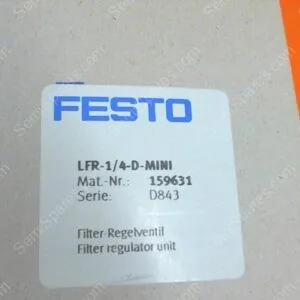 FESTO
LFR-1/4-D-MINI
Mat.-Nr.: 159631
Serie: D843
Filter-Regelventil
Filter regulator unit